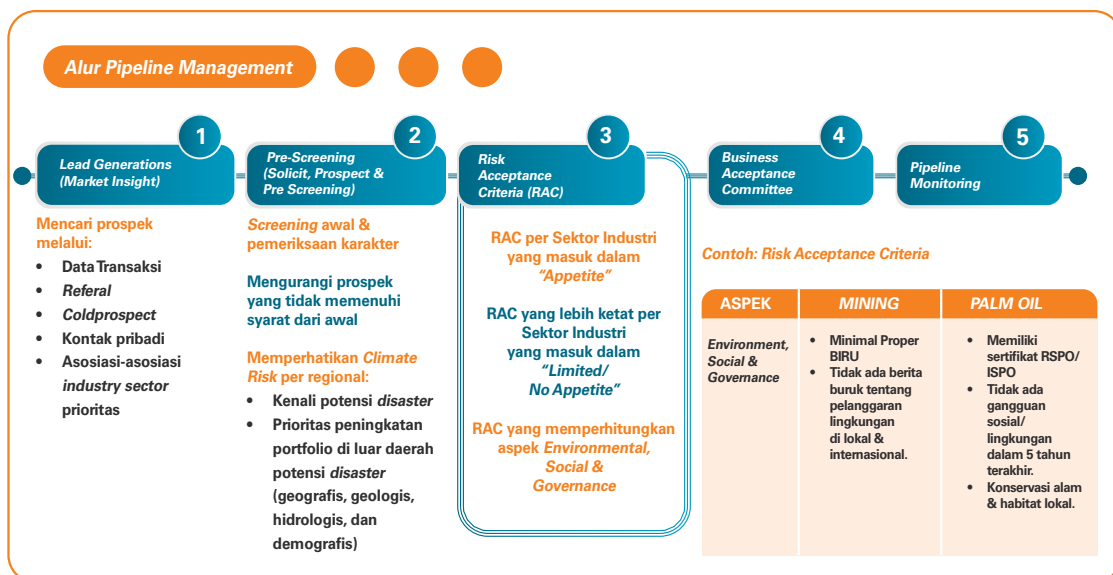 Alur Pipeline Management
1
Lead Generations
(Market Insight)
Mencari prospek
melalui:
• Data Transaksi
• Referal
• Coldprospect
• Kontak pribadi
• Asosiasi-asosiasi
industry sector
prioritas
2
Pre-Screening
(Solicit, Prospect &
Pre Screening)
Screening awal &
pemeriksaan karakter
Mengurangi prospek
yang tidak memenuhi
syarat dari awal
Memperhatikan Climate
Risk per regional:
• Kenali potensi disaster
• Prioritas peningkatan
portfolio di luar daerah
potensi disaster
(geografis, geologis,
hidrologis, dan
demografis)
3
Risk
Acceptance
Criteria (RAC)
RAC per Sektor Industri
yang masuk dalam
“Appetite”
RAC yang lebih ketat per
Sektor Industri
yang masuk dalam
“Limited/
No Appetite”
RAC yang memperhitungkan
aspek Environmental,
Social &
Governance
4
Business
Acceptance
Committee
5
Pipeline
Monitoring
Contoh: Risk Acceptance Criteria
ASPEK
MINING
PALM OIL
Environment,
Social &
Governance
• Minimal Proper
BIRU
• Tidak ada berita
buruk tentang
pelanggaran
lingkungan
di lokal &
internasional.
• Memiliki
sertifikat RSPO/
ISPO
• Tidak ada
gangguan
sosial/
lingkungan
dalam 5 tahun
terakhir.
• Konservasi alam
& habitat lokal.